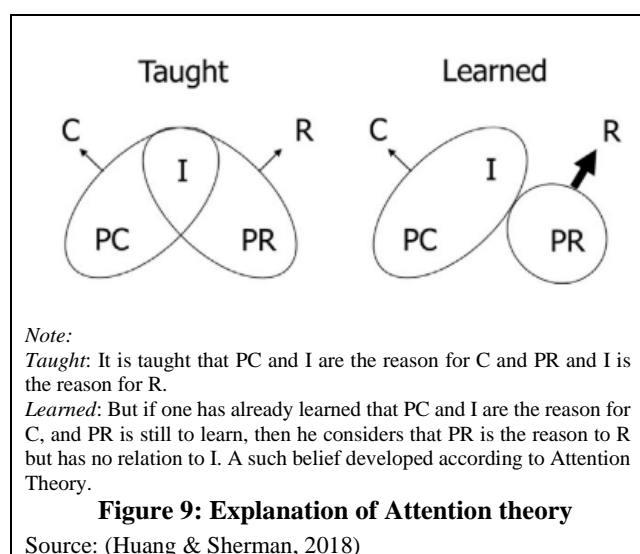 Taught Learned
C R C R
I I
PC PR PC PR
Note:
Taught: It is taught that PC and I are the reason for C and PR and I is
the reason for R.
Learned: But if one has already learned that PC and I are the reason for
C, and PR is still to learn, then he considers that PR is the reason to R
but has no relation to I. A such belief developed according to Attention
Theory.
Figure 9: Explanation of Attention theory
Source: (Huang & Sherman, 2018)